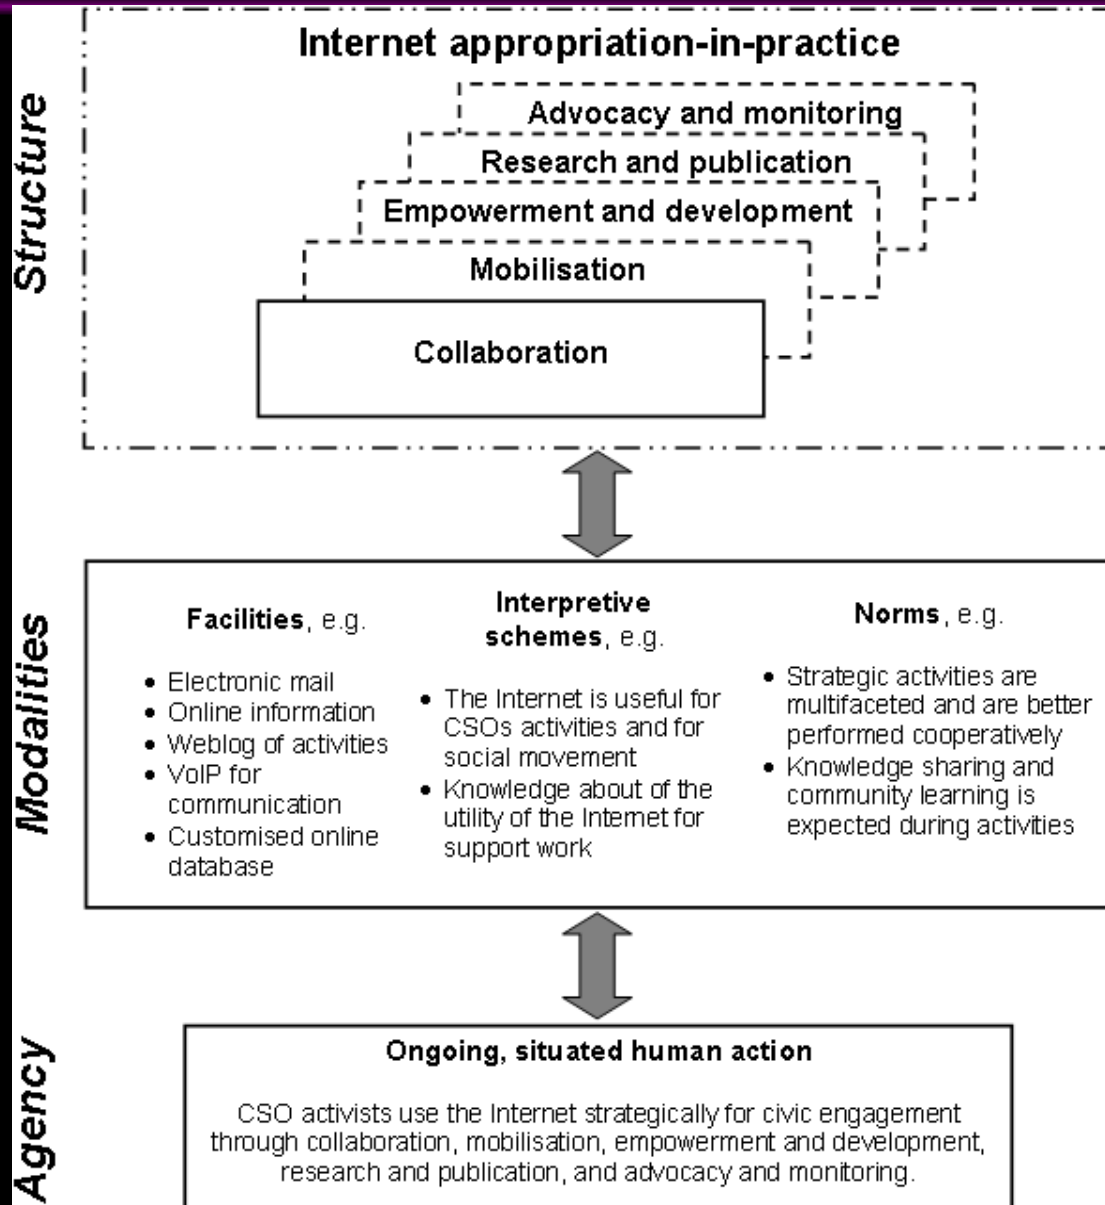 Structure
Internet appropriation-in-practice
Advocacy and monitoring
Research and publication
Empowerment and development
Mobilisation
Collaboration
Modalities
Facilities, e.g.
• Electronic mail
• Online information
• Weblog of activities
• VoIP for
communication
• Customised online
database
Interpretive
schemes, e.g.
• The Internet is useful for
CSOs activities and for
social movement
• Knowledge about of the
utility of the Internet for
support work
Norms, e.g.
• Strategic activities are
multifaceted and are better
performed cooperatively
• Knowledge sharing and
community learning is
expected during activities
Agency
Ongoing, situated human action
CSO activists use the Internet strategically for civic engagement
through collaboration, mobilisation, empowerment and development,
research and publication, and advocacy and monitoring.